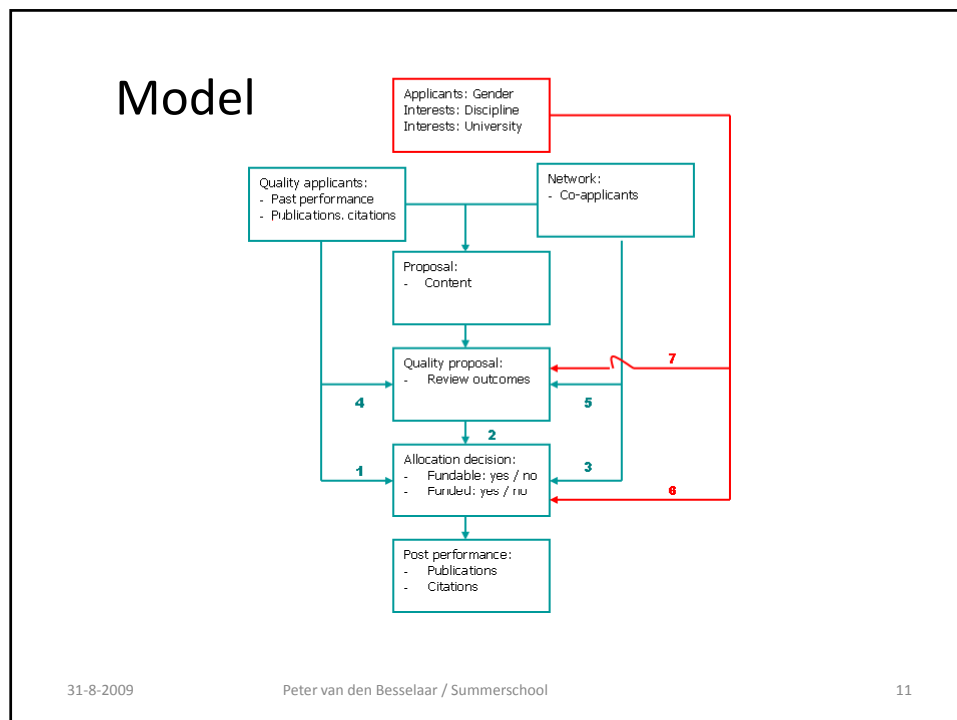 Model
Applicants: Gender
Interests: Discipline
Interests: University
Quality applicants:
- Past performance
- Publications, citations
Network:
- Co-applicants
Proposal:
- Content
Quality proposal:
- Review outcomes
7
4
5
2
Allocation decision:
- Fundable: yes / no
- Funded: yes / no
1
3
6
Post performance:
- Publications
- Citations
31-8-2009
Peter van den Besselaar / Summerschool
11